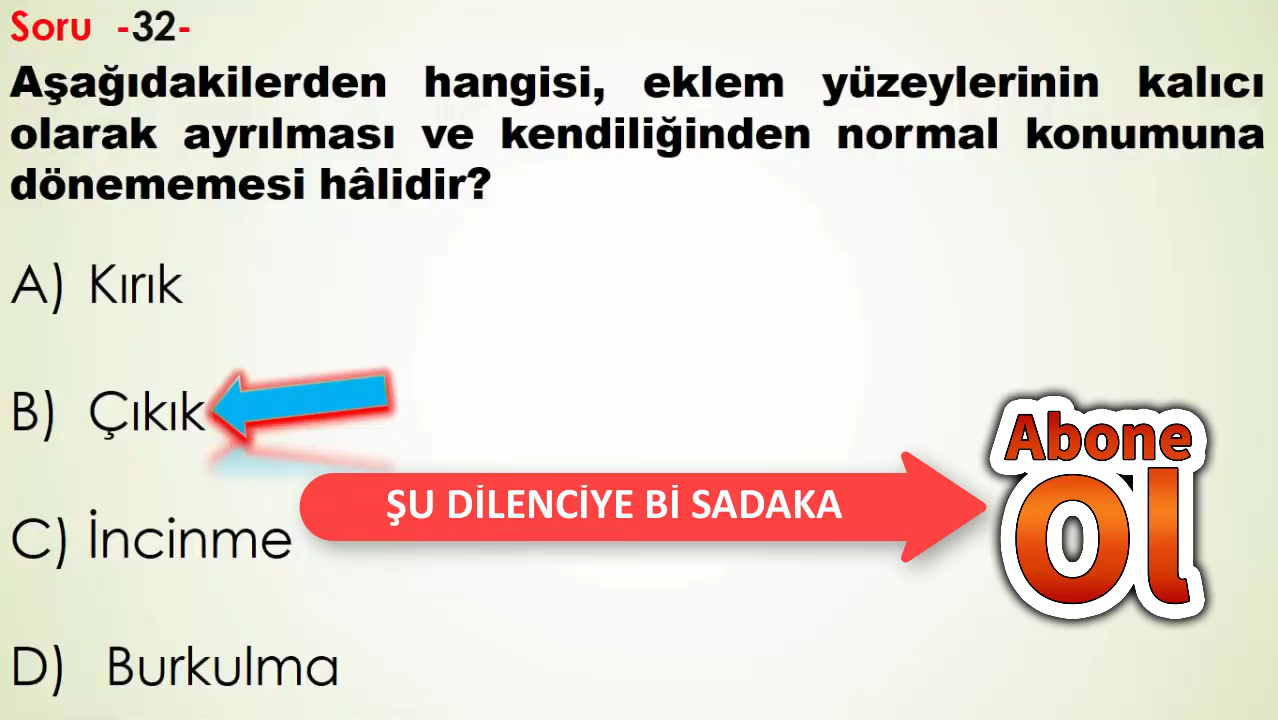 Soru -32-
Aşağıdakilerden hangisi, eklem yüzeylerinin kalıcı
olarak ayrılması ve kendiliğinden normal konumuna
dönememesi hâlidir?
A) Kırık
B) Çıkık
ŞU DİLENCİYE Bİ SADAKA
Abone
Ol
C) İncinme
D) Burkulma